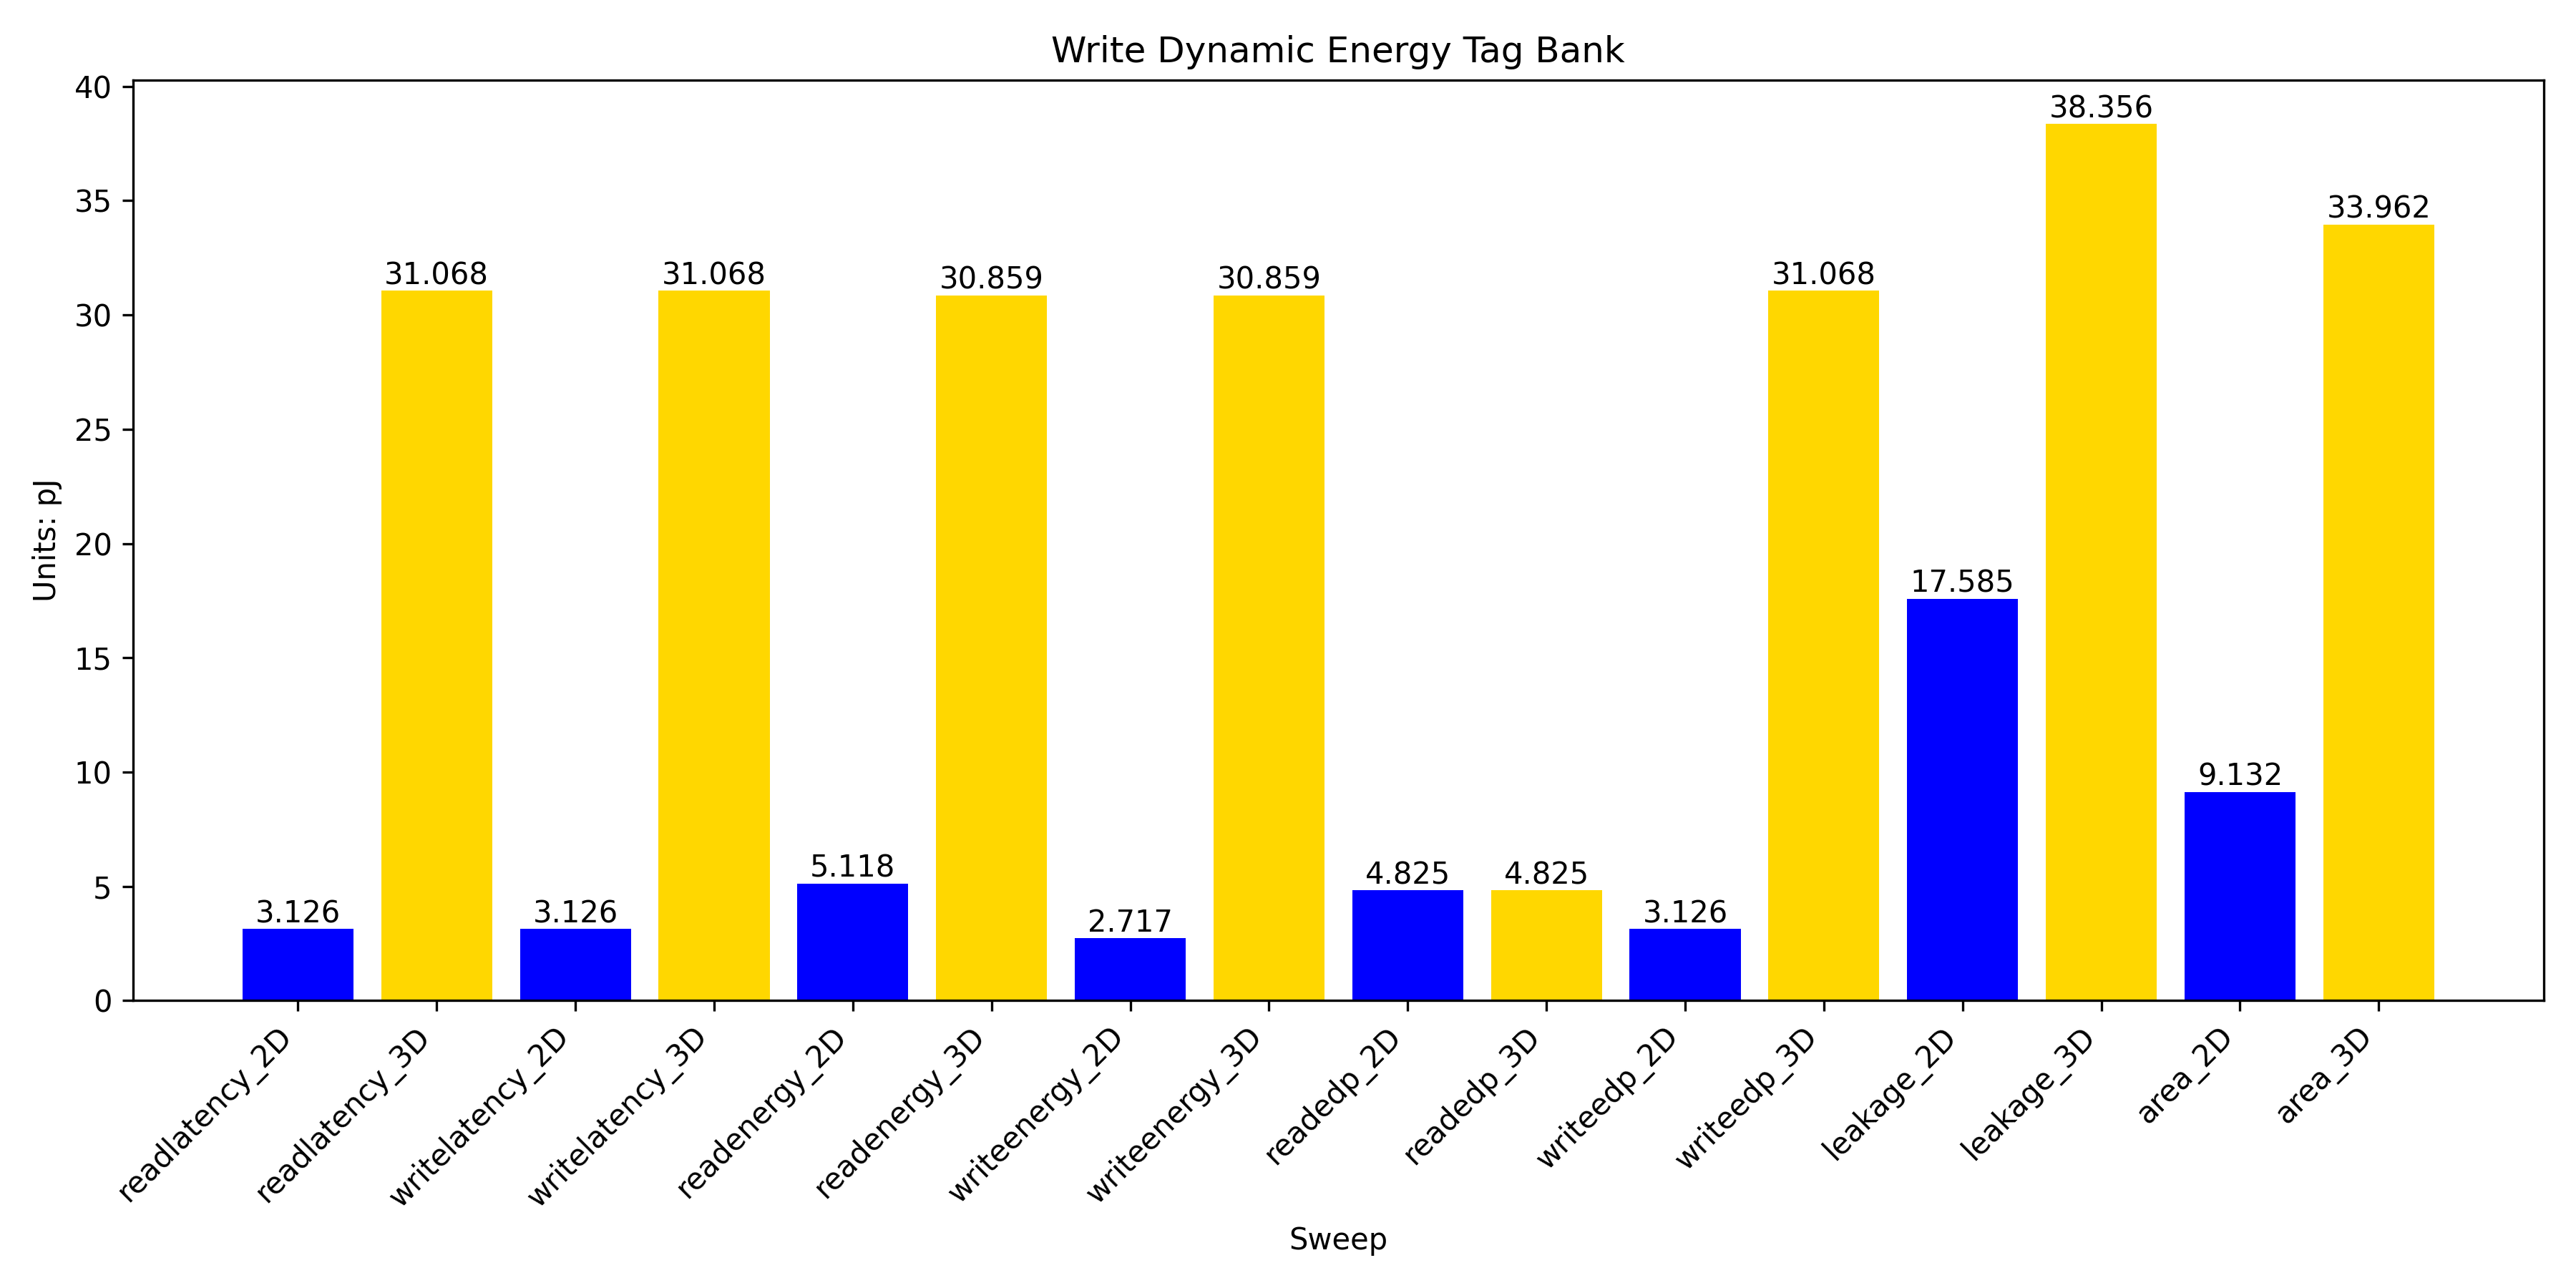 Write Dynamic Energy Tag Bank
Units: pJ
40
35
30
25
20
15
10
5
0
3.126
31.068
3.126
31.068
5.118
30.859
2.717
30.859
4.825
4.825
3.126
31.068
17.585
38.356
9.132
33.962
readlatency_2D
readlatency_3D
writelatency_2D
writelatency_3D
readenergy_2D
readenergy_3D
writeenergy_2D
writeenergy_3D
readedp_2D
readedp_3D
writeedp_2D
writeedp_3D
leakage_2D
leakage_3D
area_2D
area_3D
Sweep